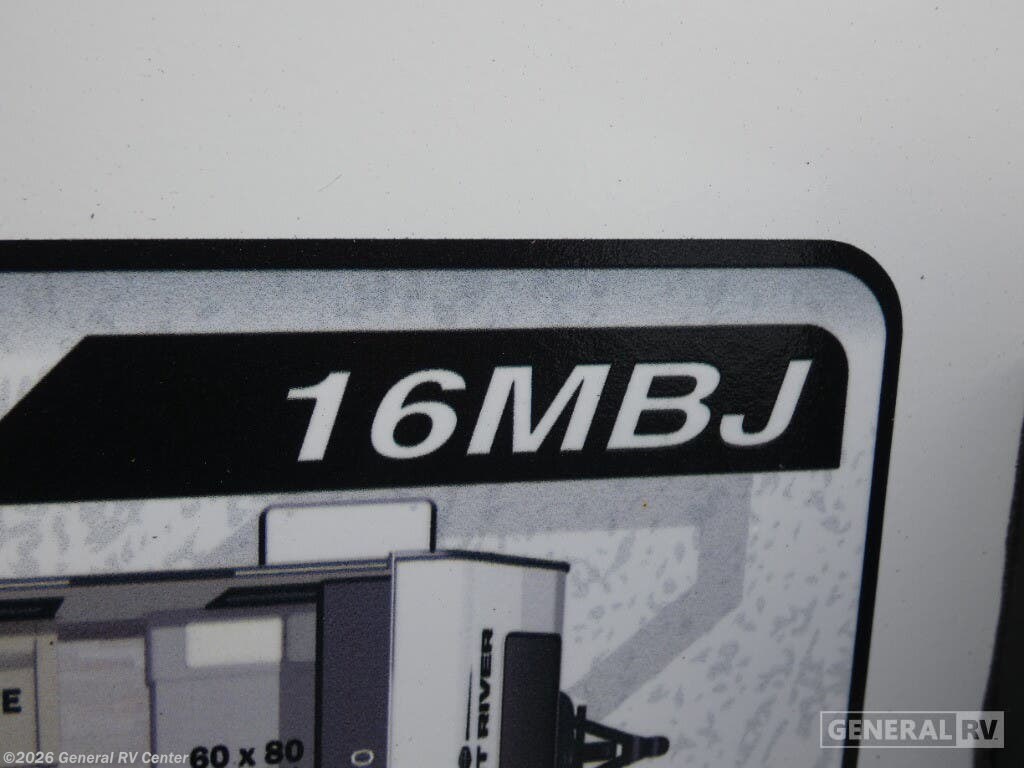 16MBJ
E
60 x 80
T RIVER
GENERAL RV
©2026 General RV Center